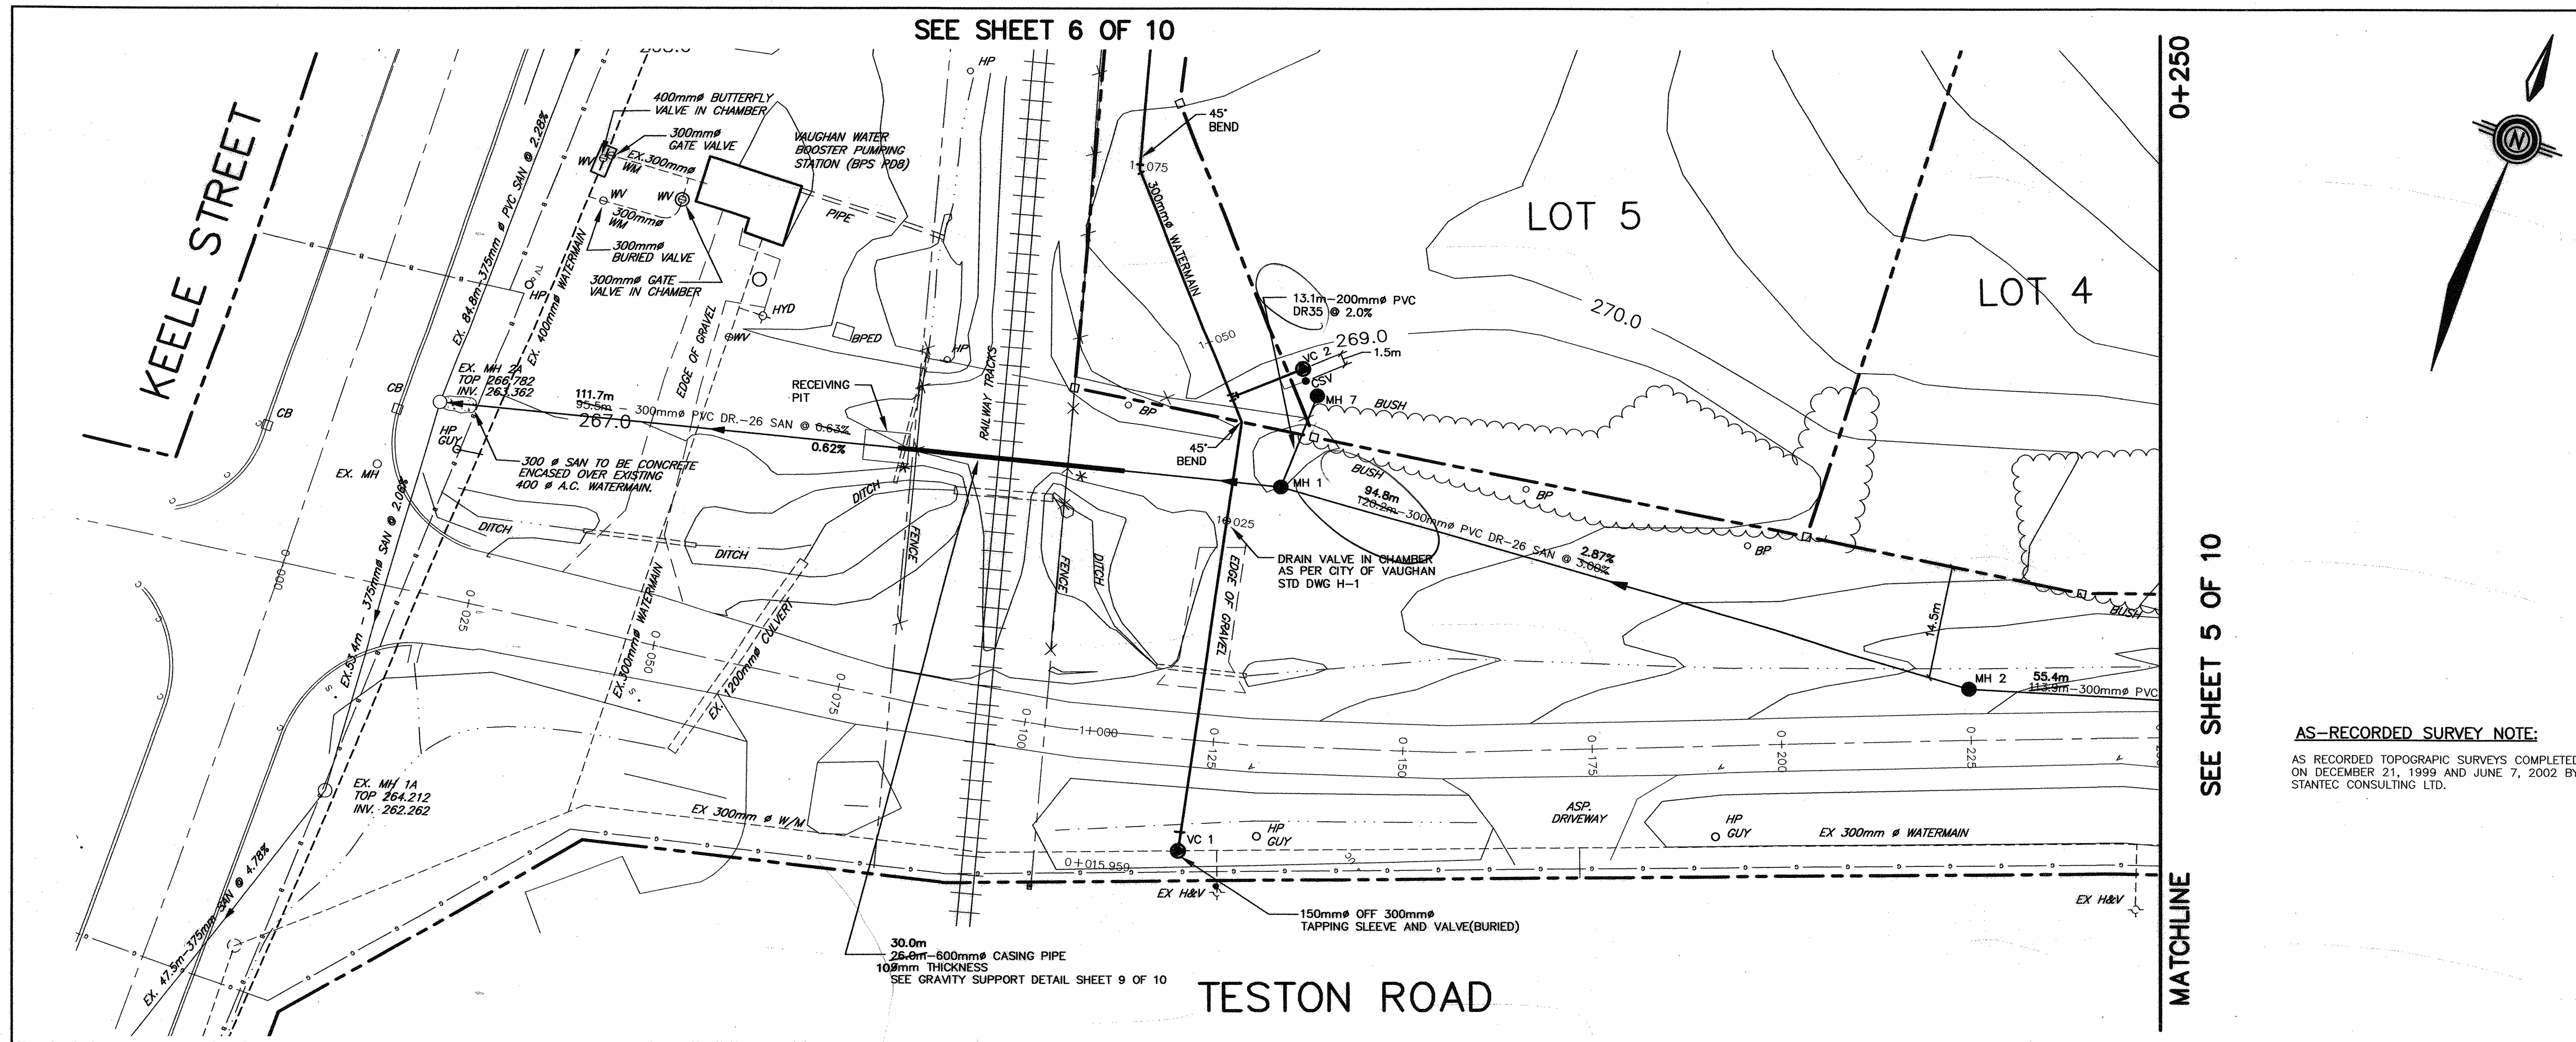 SEE SHEET 6 OF 10
KEELE STREET
400mmø BUTTERFLY
VALVE IN CHAMBER
300mmø
GATE VALVE
VAUGHAN WATER
BOOSTER PUMPING
STATION (BPS PD8)
WV
EX.300mmø
WM
WV
WV
300mmø
WM
300mmø
BURIED VALVE
300mmø GATE
VALVE IN CHAMBER
PIPE
HP
EX. 84.8m-375mm ø PVC SAN @ 2.28%
EX. 400mmø WATERMAIN
TV
HP
EDGE OF GRAVEL
HYD
WV
BPED
HP
RAILWAY TRACKS
45°
BEND
1+075
300mmø WATERMAIN
1+050
13.1m-200mmø PVC
DR35 @ 2.0%
269.0
270.0
LOT 5
LOT 4
VC 2
1.5m
CSV
MH 7
BUSH
EX. MH 2A
TOP 266.782
INV. 263.362
CB
CB
HP
GUY
EX. MH
111.7m
95.5m - 300mmø PVC DR.-26 SAN @ 0.63%
267.0
0.62%
RECEIVING
PIT
BP
45°
BEND
BUSH
MH 1
BP
BP
300 ø SAN TO BE CONCRETE
ENCASED OVER EXISTING
400 ø A.C. WATERMAIN.
DITCH
DITCH
DITCH
DITCH
FENCE
FENCE
1+025
94.8m
120.2m-300mmø PVC DR-26 SAN @ 3.00%
2.87%
DRAIN VALVE IN CHAMBER
AS PER CITY OF VAUGHAN
STD DWG H-1
EDGE OF GRAVEL
EX.53.4m - 375mmø SAN @ 2.06%
EX.300mmø WATERMAIN
EX. 1200mmø CULVERT
0+000
0+025
0+050
0+075
0+100
1+000
0+125
0+150
0+175
0+200
0+225
14.5m
BUSH
MH 2
55.4m
113.9m-300mmø PVC
EX. MH 1A
TOP 264.212
INV. 262.262
EX 300mm ø W/M
EX. 47.5m-375mm SAN @ 4.78%
VC 1
HP
GUY
0+015.959
EX H&V
ASP.
DRIVEWAY
HP
GUY
EX 300mm ø WATERMAIN
EX H&V
150mmø OFF 300mmø
TAPPING SLEEVE AND VALVE(BURIED)
30.0m
26.0m-600mmø CASING PIPE
THICKNESS
SEE GRAVITY SUPPORT DETAIL SHEET 9 OF 10
TESTON ROAD
0+250
SEE SHEET 5 OF 10
MATCHLINE
N
AS-RECORDED SURVEY NOTE:
AS RECORDED TOPOGRAPIC SURVEYS COMPLETED
ON DECEMBER 21, 1999 AND JUNE 7, 2002 BY
STANTEC CONSULTING LTD.